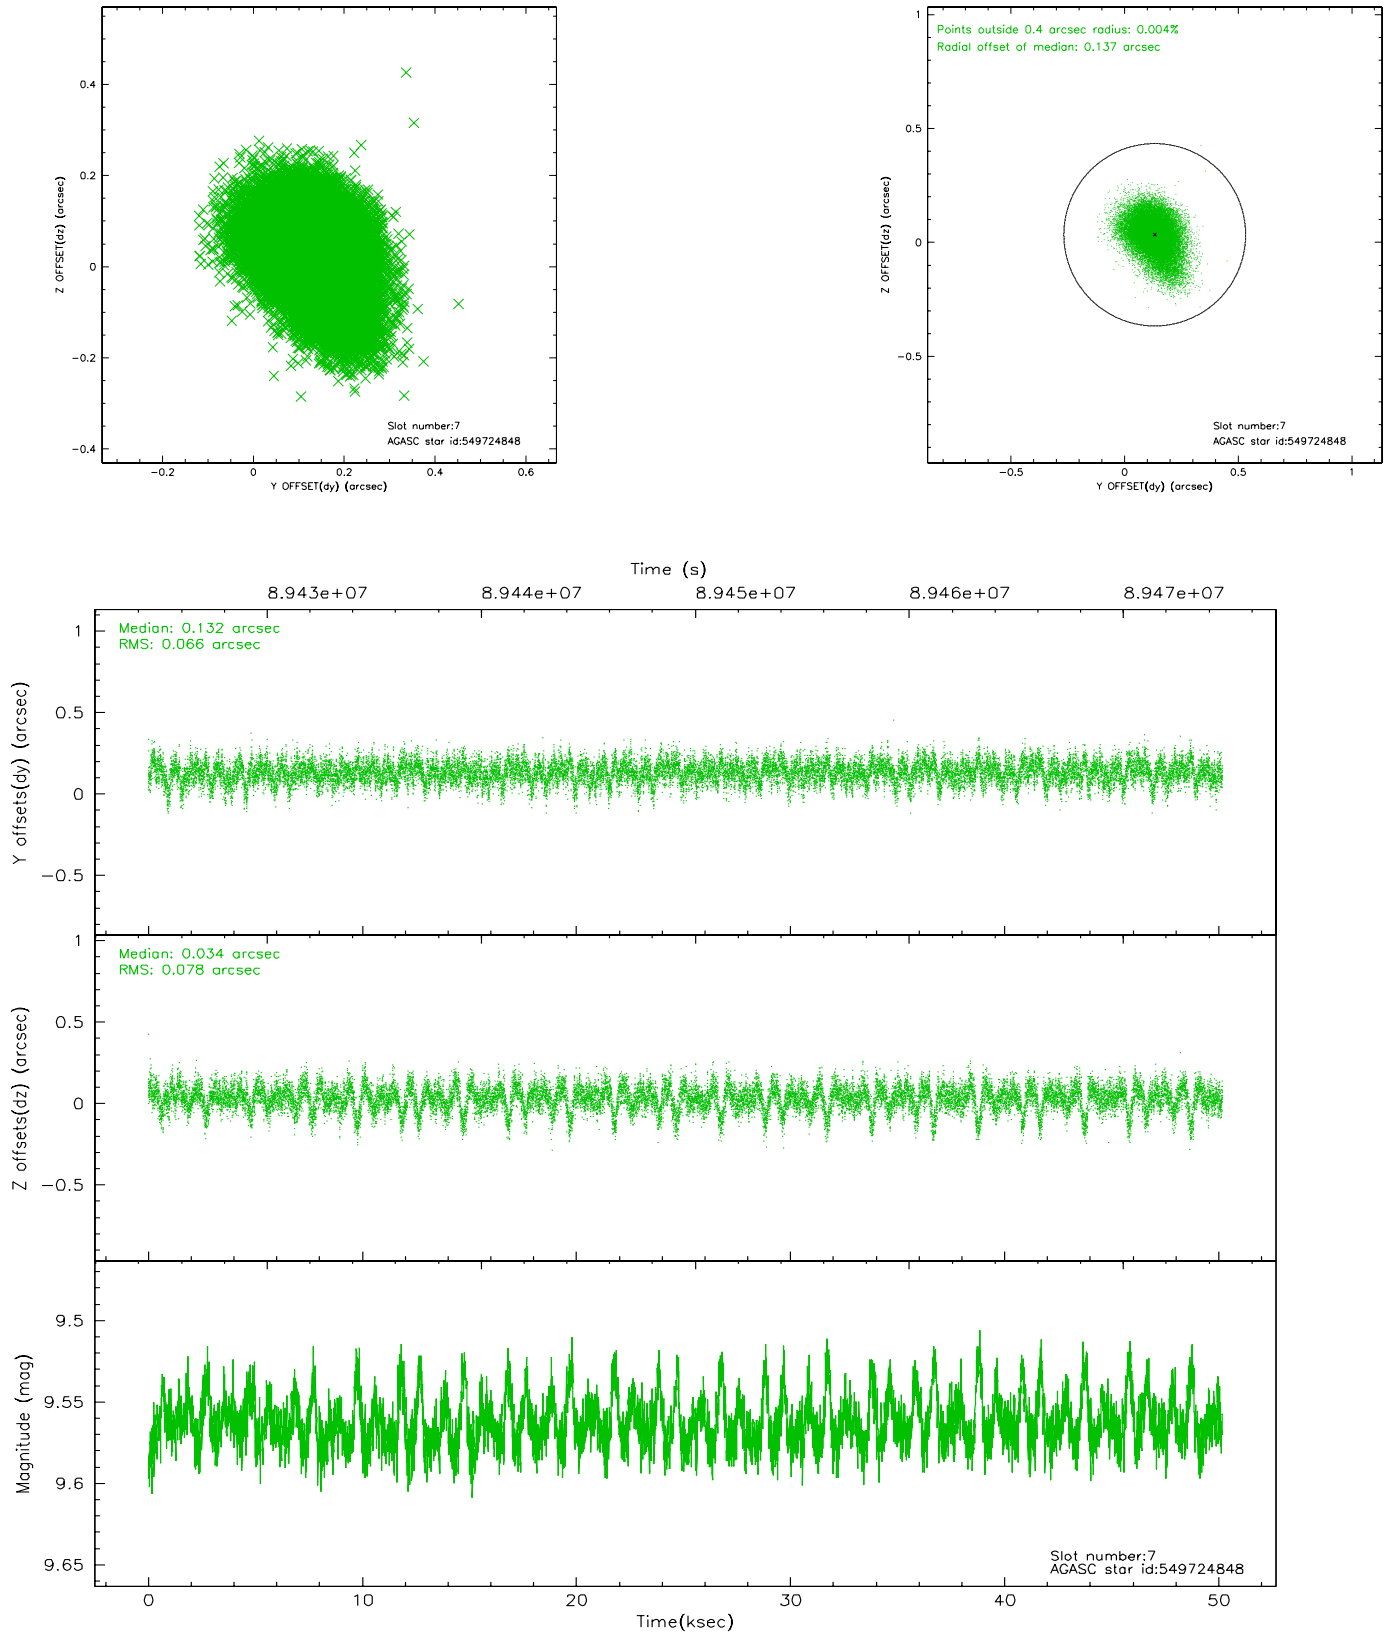 0.4
0.2
0
−0.2
−0.4
Z OFFSET(dz) (arcsec)
Slot number:7
AGASC star id:549724848
−0.2
0
0.2
0.4
0.6
Y OFFSET(dy) (arcsec)
Points outside 0.4 arcsec radius: 0.004%
Radial offset of median: 0.137 arcsec
1
0.5
0
−0.5
Z OFFSET(dz) (arcsec)
Slot number:7
AGASC star id:549724848
−0.5
0
0.5
1
Y OFFSET(dy) (arcsec)
Time (s)
8.943e+07
8.944e+07
8.945e+07
8.946e+07
8.947e+07
Median: 0.132 arcsec
RMS: 0.066 arcsec
1
0.5
0
−0.5
Y offsets(dy) (arcsec)
Median: 0.034 arcsec
RMS: 0.078 arcsec
1
0.5
0
−0.5
Z offsets(dz) (arcsec)
9.5
9.55
9.6
9.65
Magnitude (mag)
Slot number:7
AGASC star id:549724848
0
10
20
30
40
50
Time(ksec)